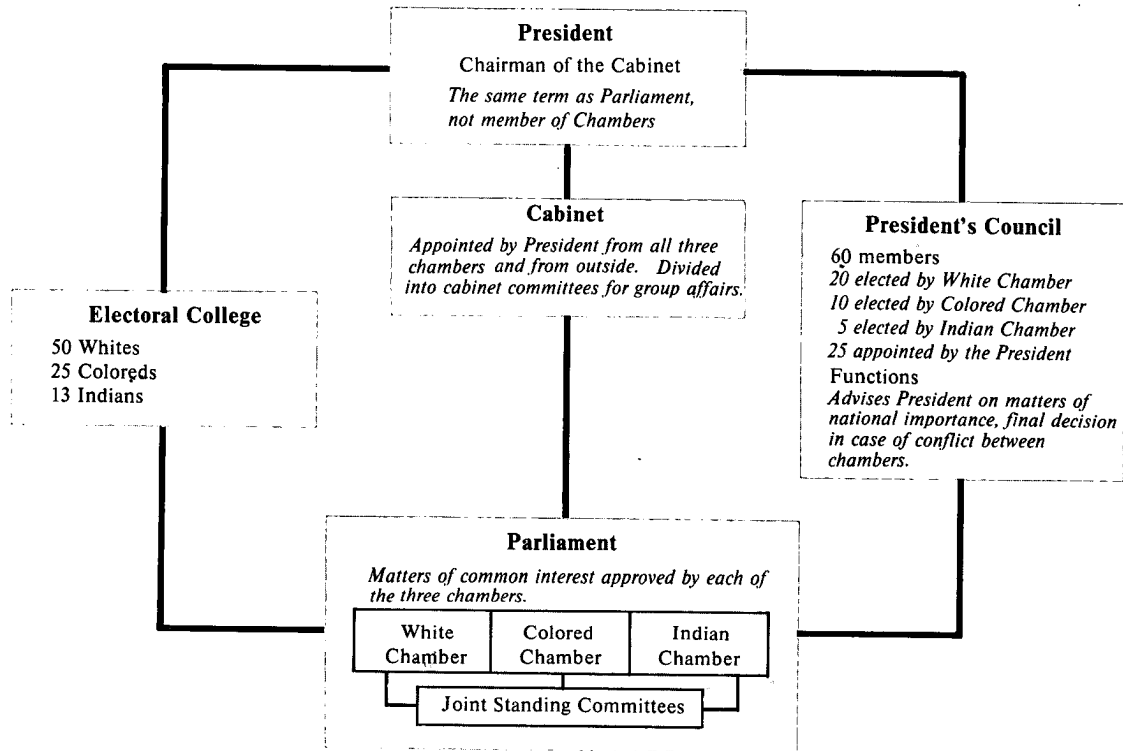 President
Chairman of the Cabinet
The same term as Parliament,
not member of Chambers
Cabinet
Appointed by President from all three
chambers and from outside. Divided
into cabinet committees for group affairs.
President's Council
60 members
20 elected by White Chamber
10 elected by Colored Chamber
5 elected by Indian Chamber
25 appointed by the President
Functions
Advises President on matters of
national importance, final decision
in case of conflict between
chambers.
Electoral College
50 Whites
25 Coloreds
13 Indians
Parliament
Matters of common interest approved by each of
the three chambers.
White
Chamber
Colored
Chamber
Indian
Chamber
Joint Standing Committees